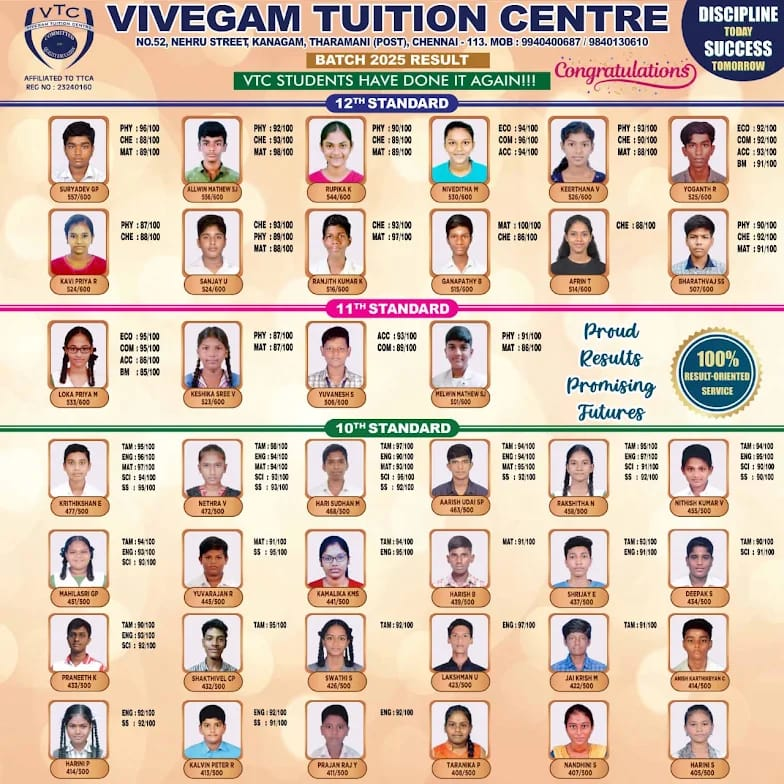 VTC
VIVEGAM TUITION CENTRE
COMMITTED
AFFILIATED TO TTCA
REG NO : 23240160
VIVEGAM TUITION CENTRE
NO.52, NEHRU STREET, KANAGAM, THARAMANI (POST), CHENNAI - 113. MOB : 9940400687 / 9840130610
BATCH 2025 RESULT
VTC STUDENTS HAVE DONE IT AGAIN!!!
Congratulations
DISCIPLINE
TODAY
SUCCESS
TOMORROW
12TH STANDARD
PHY : 96/100
CHE : 88/100
MAT : 89/100
SURYADEV GP
557/600
PHY : 92/100
CHE : 93/100
MAT : 98/100
ALLWIN MATHEW SJ
556/600
PHY : 90/100
CHE : 91/100
MAT : 89/100
RUPIKA K
544/600
ECO : 94/100
COM : 96/100
ACC : 94/100
NIVEDITHA M
530/600
PHY : 93/100
CHE : 90/100
MAT : 88/100
KEERTHANA V
526/600
ECO : 92/100
COM : 92/100
ACC : 93/100
BM : 91/100
YOGANTH R
525/600
PHY : 87/100
CHE : 88/100
KAVI PRIYA R
524/600
CHE : 93/100
PHY : 89/100
MAT : 88/100
SANJAY U
524/600
CHE : 93/100
MAT : 97/100
RANJITH KUMAR K
516/600
MAT : 100/100
CHE : 86/100
GANAPATHY B
515/600
CHE : 88/100
AFRIN T
514/600
PHY : 90/100
CHE : 92/100
MAT : 91/100
BHARATHVAJ SS
507/600
11TH STANDARD
ECO : 95/100
COM : 95/100
ACC : 86/100
BM : 85/100
LOKA PRIYA M
533/600
PHY : 87/100
MAT : 87/100
KESHIKA SREE V
523/600
ACC : 93/100
COM : 89/100
YUVANESH S
506/600
PHY : 91/100
MAT : 86/100
MELWIN MATHEW SJ
501/600
Proud
Results
Promising
Futures
100%
RESULT-ORIENTED
SERVICE
10TH STANDARD
TAM : 95/100
ENG : 96/100
MAT : 97/100
SCI : 94/100
SS : 95/100
KRITHIKSHAN E
477/500
TAM : 98/100
ENG : 94/100
MAT : 94/100
SCI : 93/100
SS : 93/100
NETHRA V
472/500
TAM : 97/100
ENG : 90/100
MAT : 93/100
SCI : 96/100
SS : 92/100
HARI SUDHAN M
468/500
TAM : 94/100
ENG : 90/100
MAT : 95/100
SS : 92/100
AARISH UDAI SP
463/500
TAM : 95/100
ENG : 97/100
SCI : 91/100
SS : 92/100
RAKSHITHA N
458/500
TAM : 94/100
ENG : 95/100
SCI : 90/100
SS : 90/100
NITHISH KUMAR V
455/500
TAM : 94/100
ENG : 93/100
SCI : 93/100
MAHILASRI GP
451/500
MAT : 91/100
SS : 95/100
YUVARAJAN R
445/500
TAM : 94/100
ENG : 95/100
KAMALIKA KMS
441/500
MAT : 91/100
HARISH B
439/500
TAM : 93/100
ENG : 91/100
SHRIJAY E
437/500
TAM : 90/100
SCI : 91/100
DEEPAK S
434/500
TAM : 90/100
ENG : 93/100
SCI : 92/100
PRANEETH K
433/500
TAM : 95/100
SHAKTHIVEL CP
432/500
TAM : 92/100
SWATHI S
426/500
ENG : 97/100
LAKSHMAN U
423/500
TAM : 91/100
JAI KRISH M
422/500
ANISH KARTHIKEYAN C
414/500
ENG : 92/100
SS : 92/100
HARINI P
414/500
ENG : 92/100
SS : 91/100
KALVIN PETER R
413/500
ENG : 92/100
PRAJAN RAJ Y
411/500
TARANIKA P
408/500
NANDHINI S
407/500
HARINI S
405/500